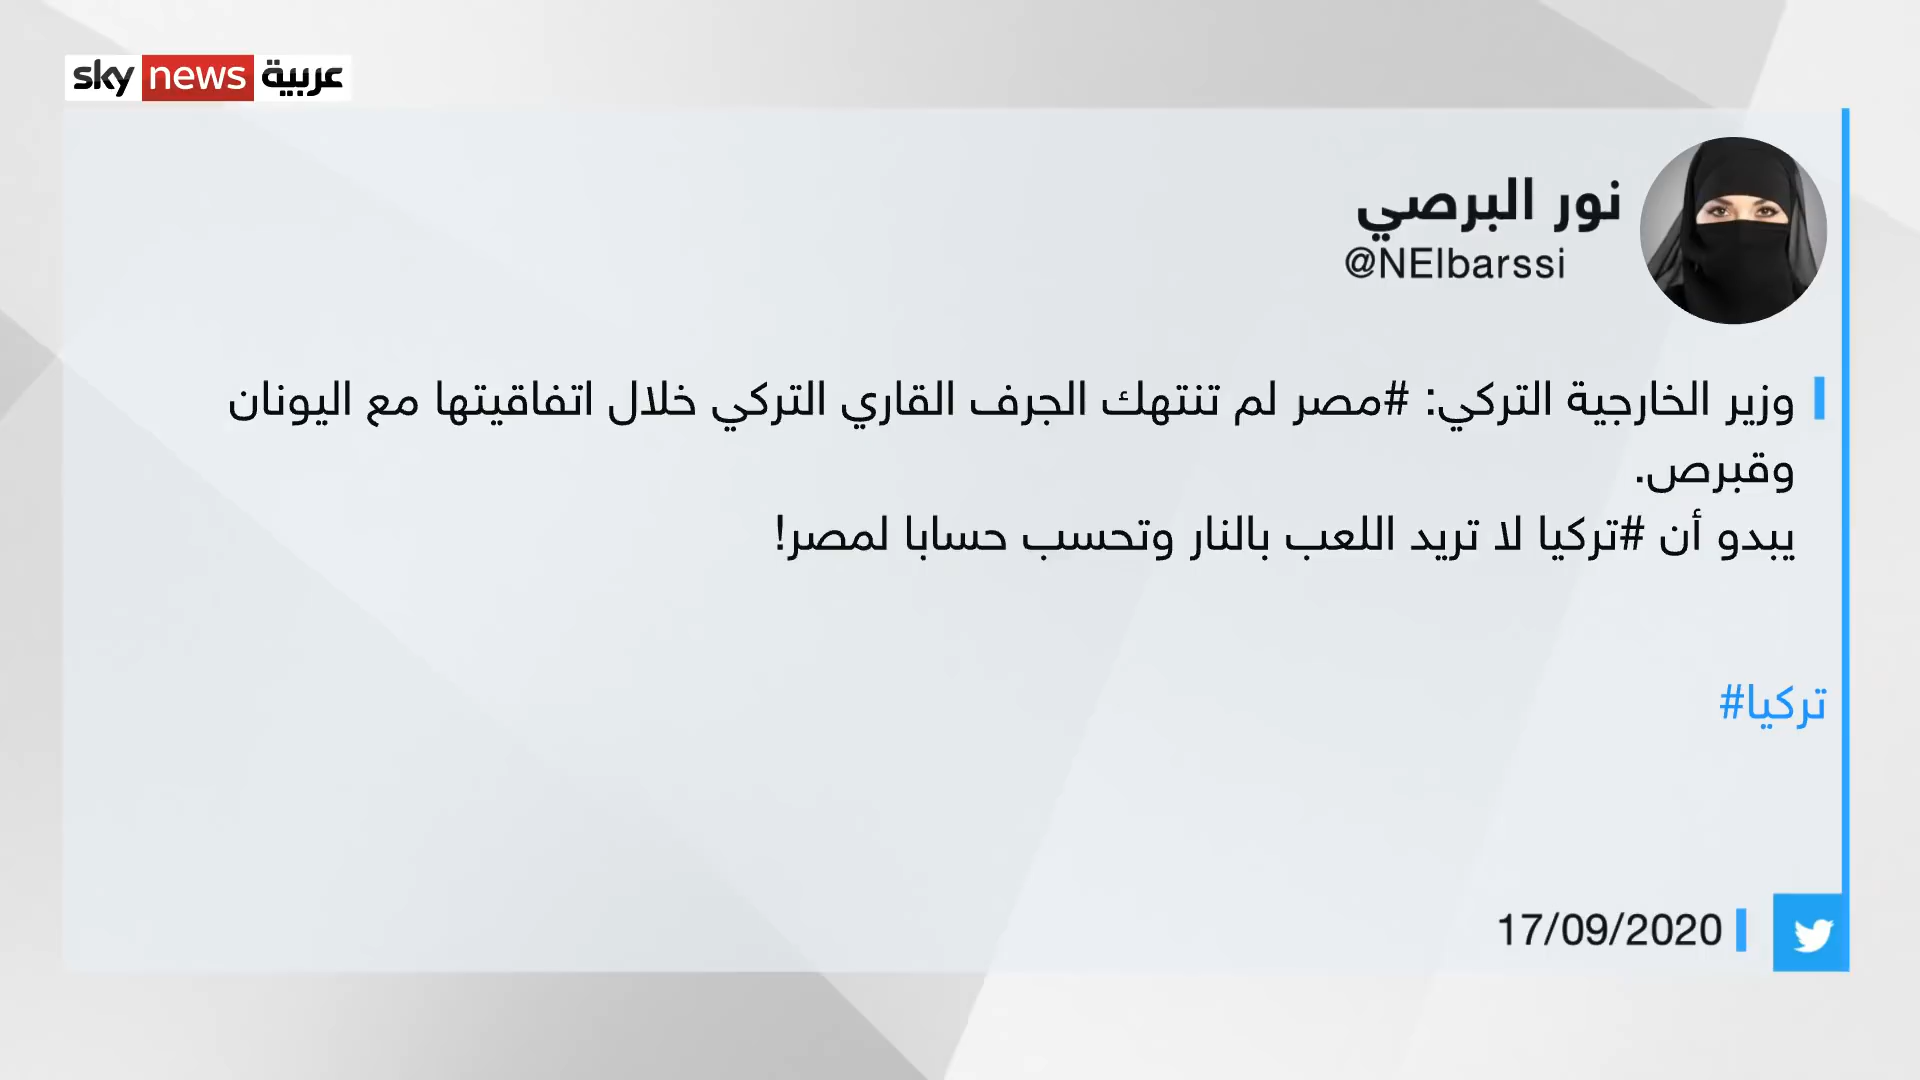 sky news عربية
نور البرصي
@NElbarssi
وزير الخارجية التركي: #مصر لم تنتهك الجرف القاري التركي خلال اتفاقيتها مع اليونان
وقبرص.
يبدو أن #تركيا لا تريد اللعب بالنار وتحسب حسابا لمصر!
تركيا#
17/09/2020